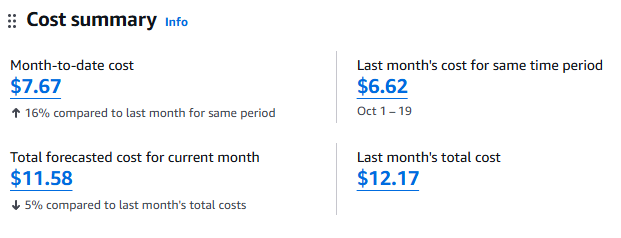 Cost summary Info
Month-to-date cost
$7.67
↑ 16% compared to last month for same period
Last month's cost for same time period
$6.62
Oct 1 – 19
Total forecasted cost for current month
$11.58
↓ 5% compared to last month's total costs
Last month's total cost
$12.17